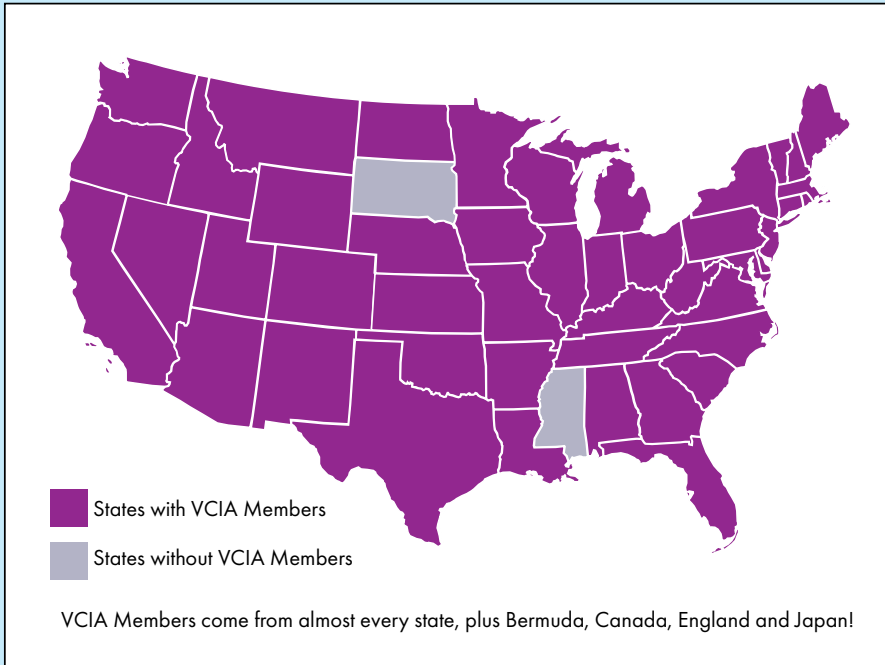 States with VCIA Members
States without VCIA Members
VCIA Members come from almost every state, plus Bermuda, Canada, England and Japan!